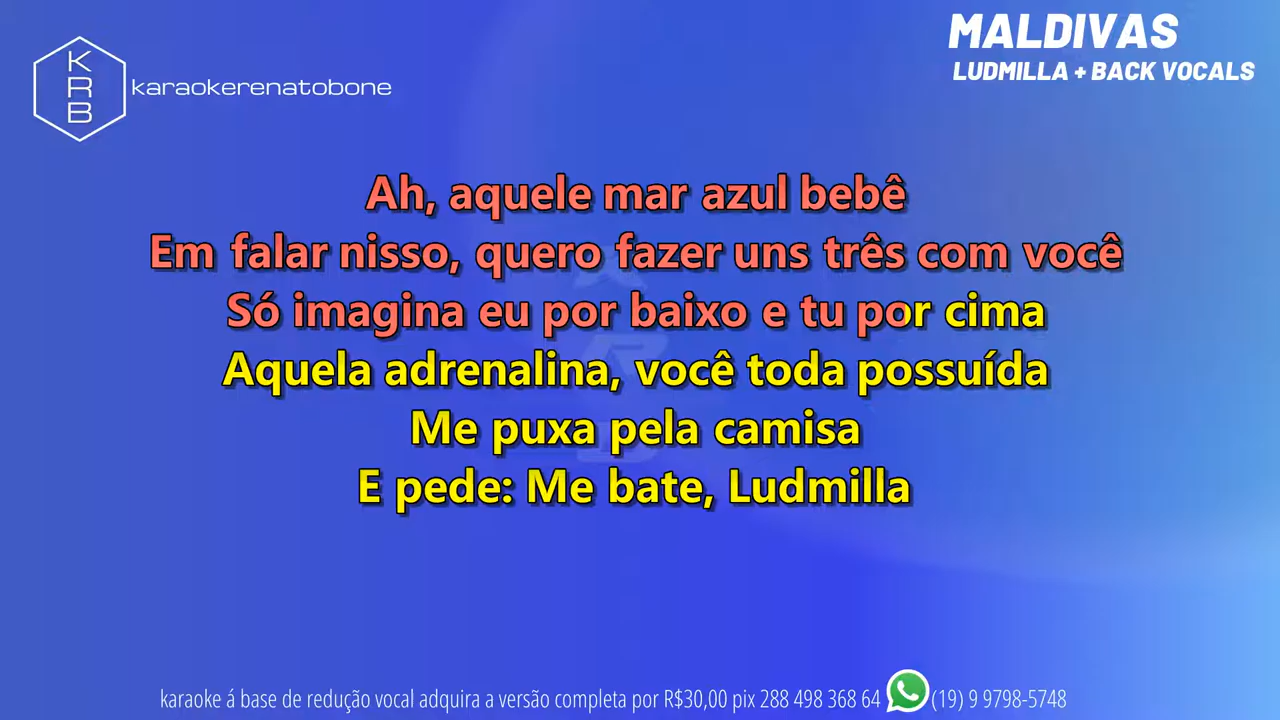 MALDIVAS
LUDMILLA + BACK VOCALS
KRB
karaokerenatobone
Ah, aquele mar azul bebê
Em falar nisso, quero fazer uns três com você
Só imagina eu por baixo e tu por cima
Aquela adrenalina, você toda possuída
Me puxa pela camisa
E pede: Me bate, Ludmilla
karaoke á base de redução vocal adquira a versão completa por R$30,00 pix 288 498 368 64 (19) 9 9798-5748